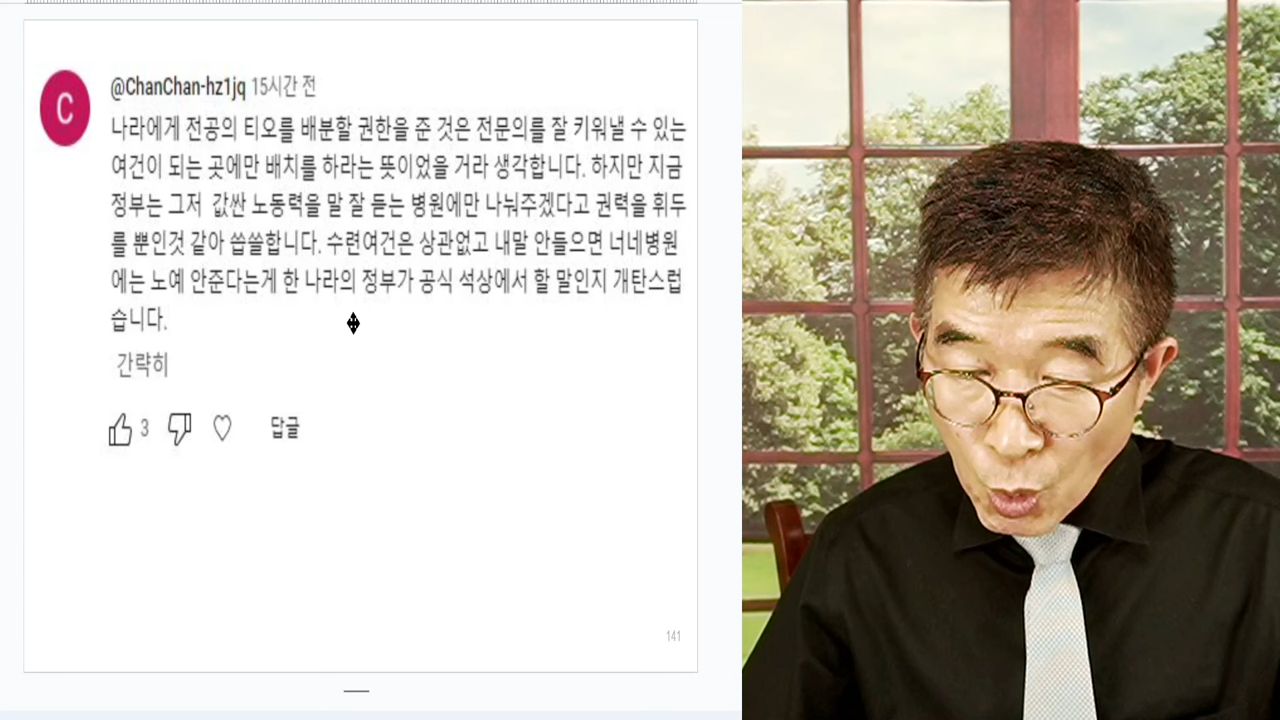 C
@ChanChan-hz1jq 15시간 전
나라에게 전공의 티오를 배분할 권한을 준 것은 전문의를 잘 키워낼 수 있는
여건이 되는 곳에만 배치를 하라는 뜻이었을 거라 생각합니다. 하지만 지금
정부는 그저 값싼 노동력을 말 잘 듣는 병원에만 나눠주겠다고 권력을 휘두
를 뿐인것 같아 씁쓸합니다. 수련여건은 상관없고 내말 안들으면 너네병원
에는 노예 안준다는게 한 나라의 정부가 공식 석상에서 할 말인지 개탄스럽
습니다.
간략히
3 답글
141